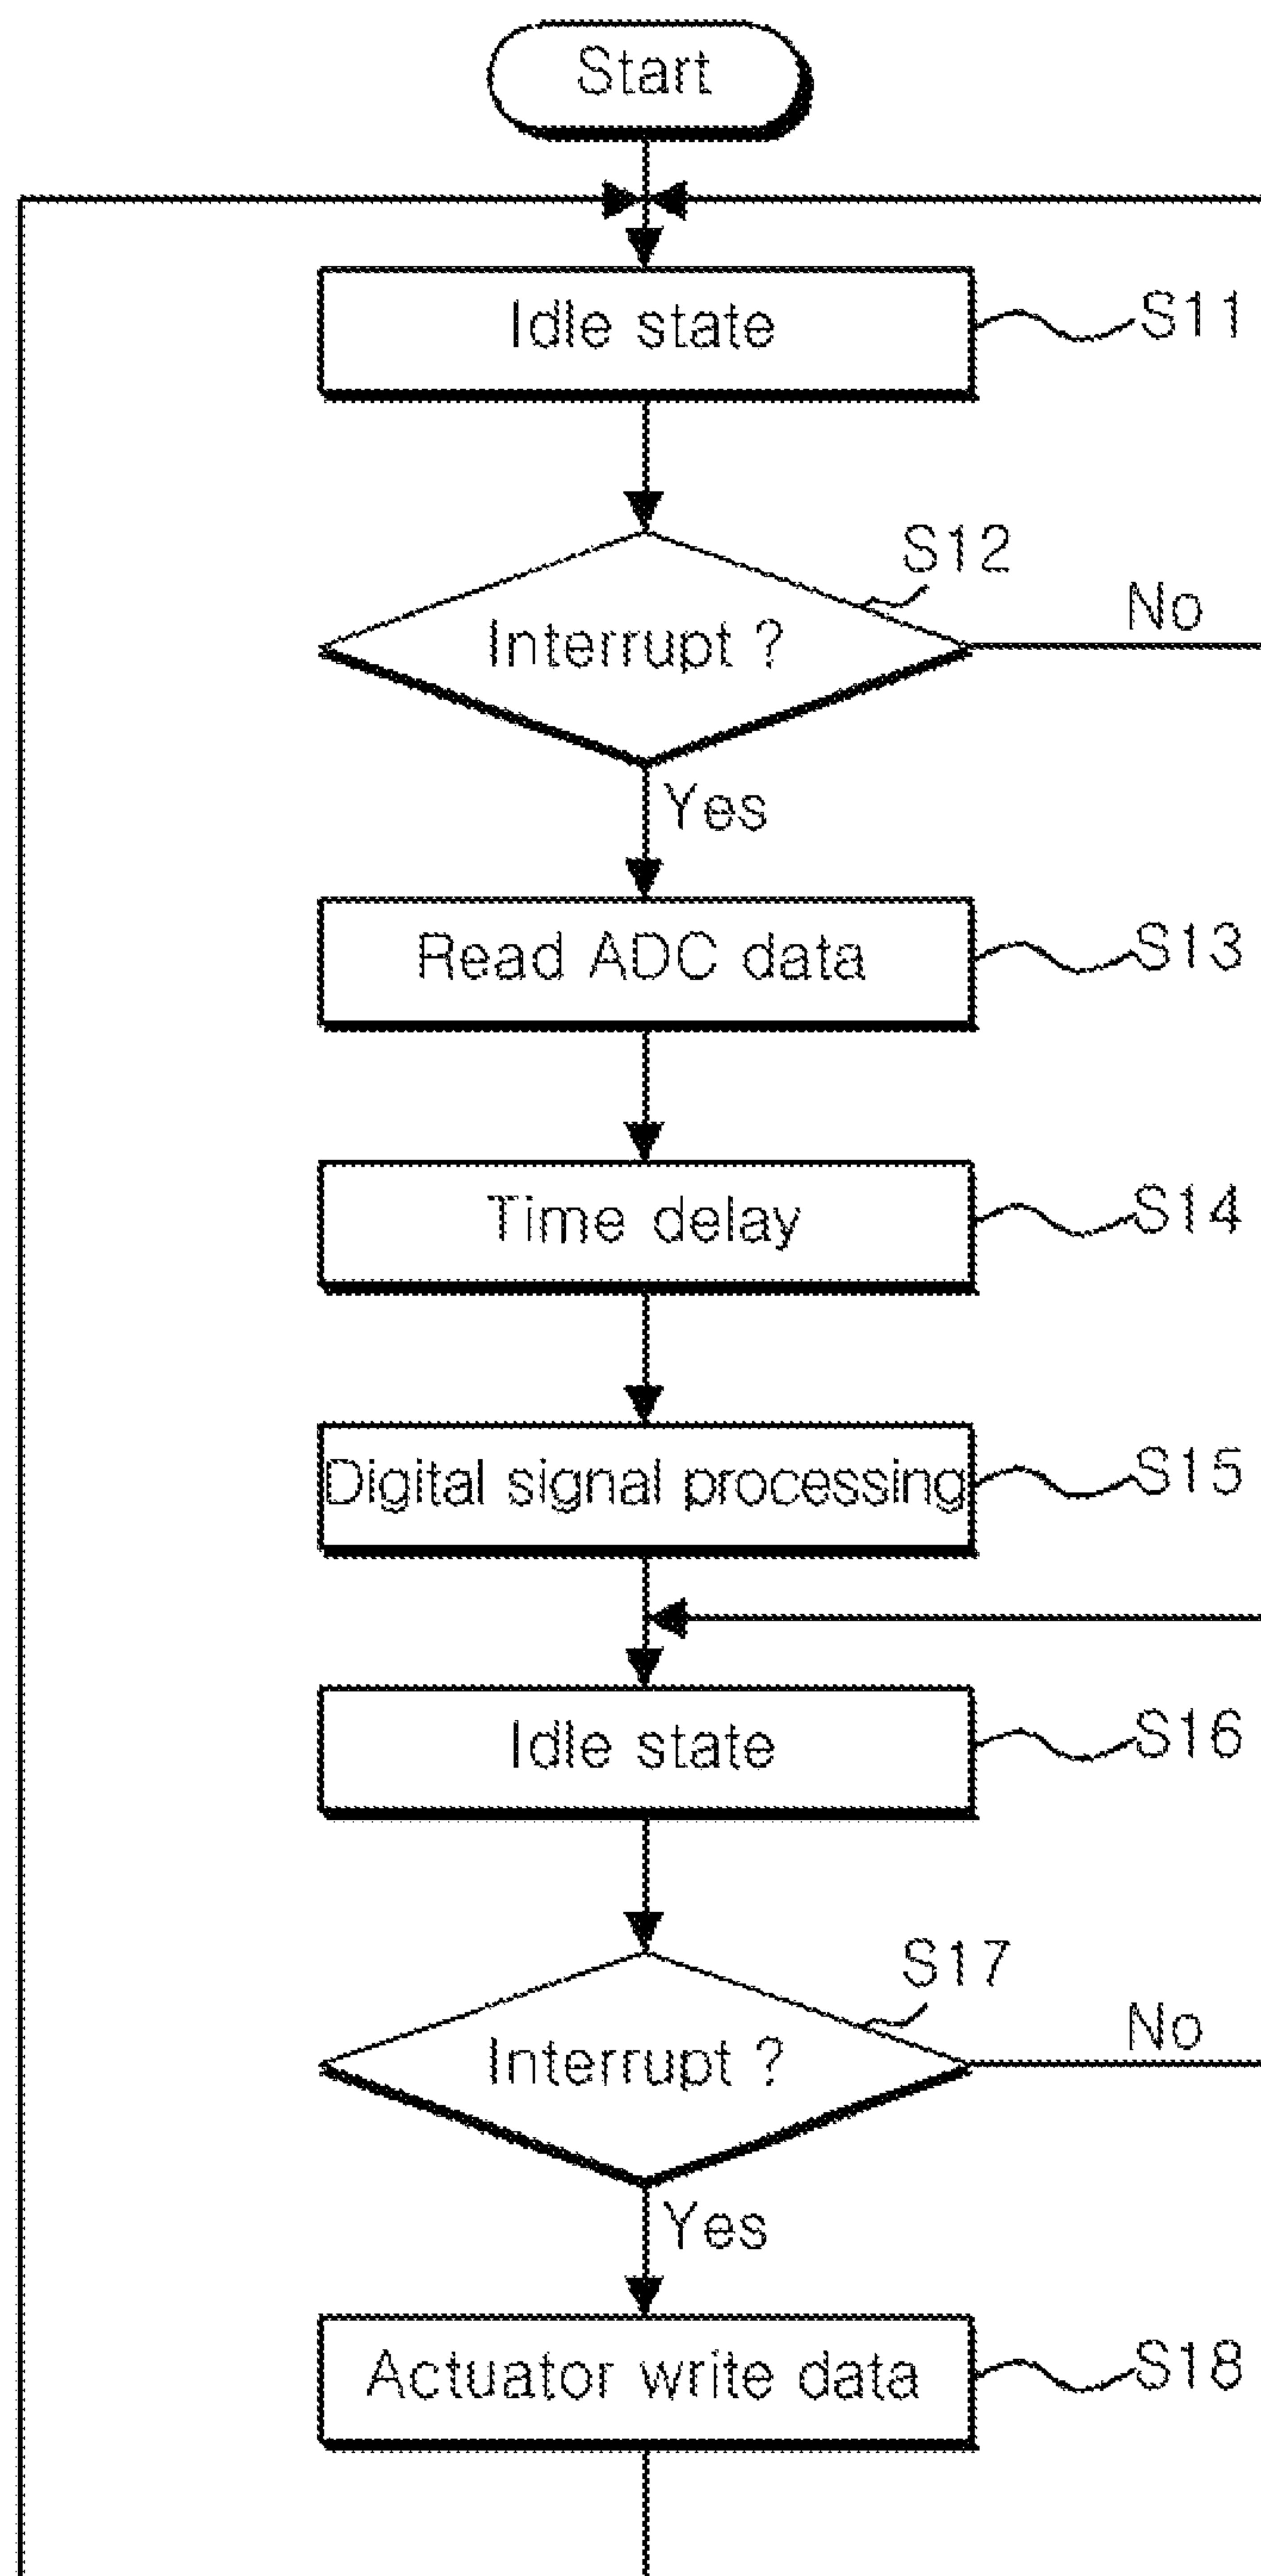 Start
Idle state
S11
S12
Interrupt ?
No
Yes
Read ADC data
S13
Time delay
S14
Digital signal processing
S15
Idle state
S16
S17
Interrupt ?
No
Yes
Actuator write data
S18